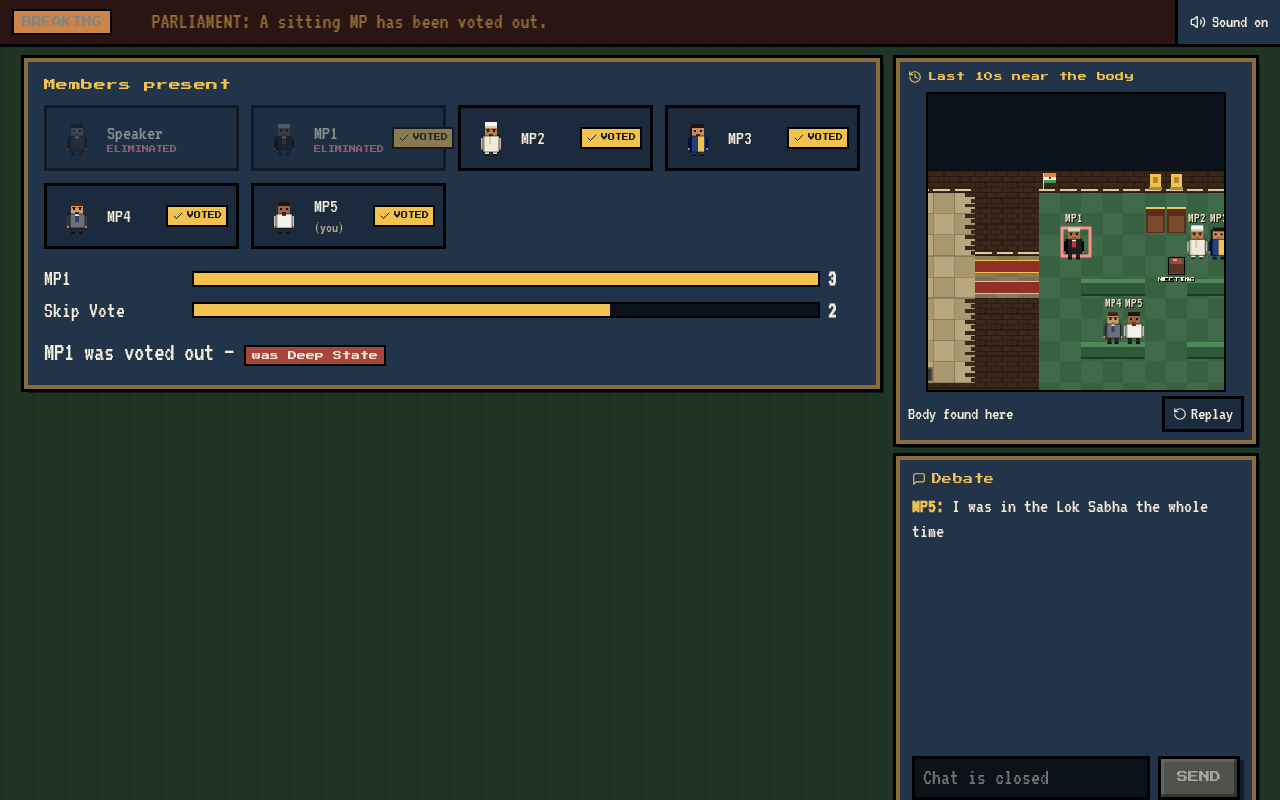 BREAKING
PARLIAMENT: A sitting MP has been voted out.
Sound on
Members present
Speaker
ELIMINATED
MP1
ELIMINATED
VOTED
MP2
VOTED
MP3
VOTED
MP4
VOTED
MP5
(you)
VOTED
MP1 3
Skip Vote 2
MP1 was voted out — was Deep State
Last 10s near the body
MP1
MP2 MP3
MEETING
MP4 MP5
Body found here
Replay
Debate
MP5: I was in the Lok Sabha the whole
time
Chat is closed
SEND